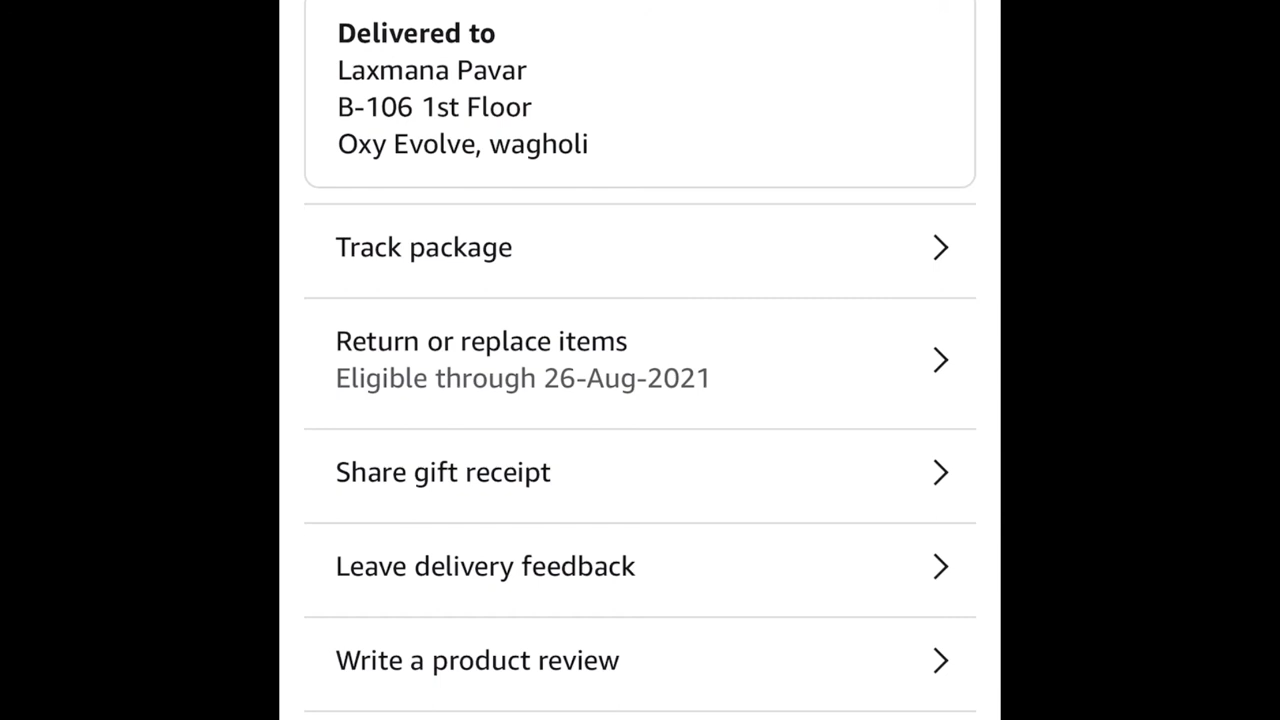 Delivered to
Laxmana Pavar
B-106 1st Floor
Oxy Evolve, wagholi
Track package
Return or replace items
Eligible through 26-Aug-2021
Share gift receipt
Leave delivery feedback
Write a product review